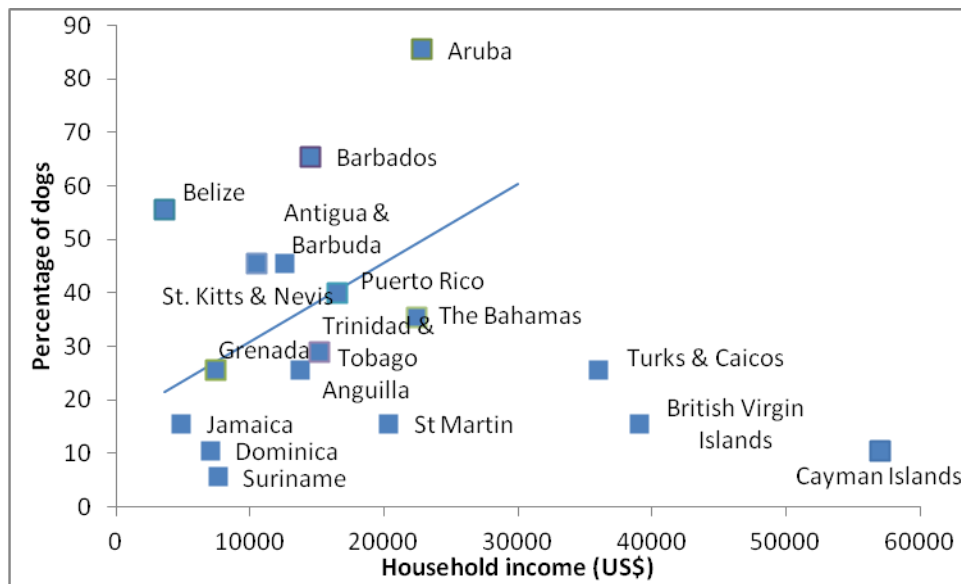 90
80
70
60
50
40
30
20
10
0
Percentage of dogs
Aruba
Barbados
Belize
Antigua &
Barbuda
Puerto Rico
St. Kitts & Nevis
The Bahamas
Trinidad &
Tobago
Grenada
Anguilla
Turks & Caicos
Jamaica
St Martin
British Virgin
Islands
Dominica
Suriname
Cayman Islands
0 10000 20000 30000 40000 50000 60000
Household income (US$)